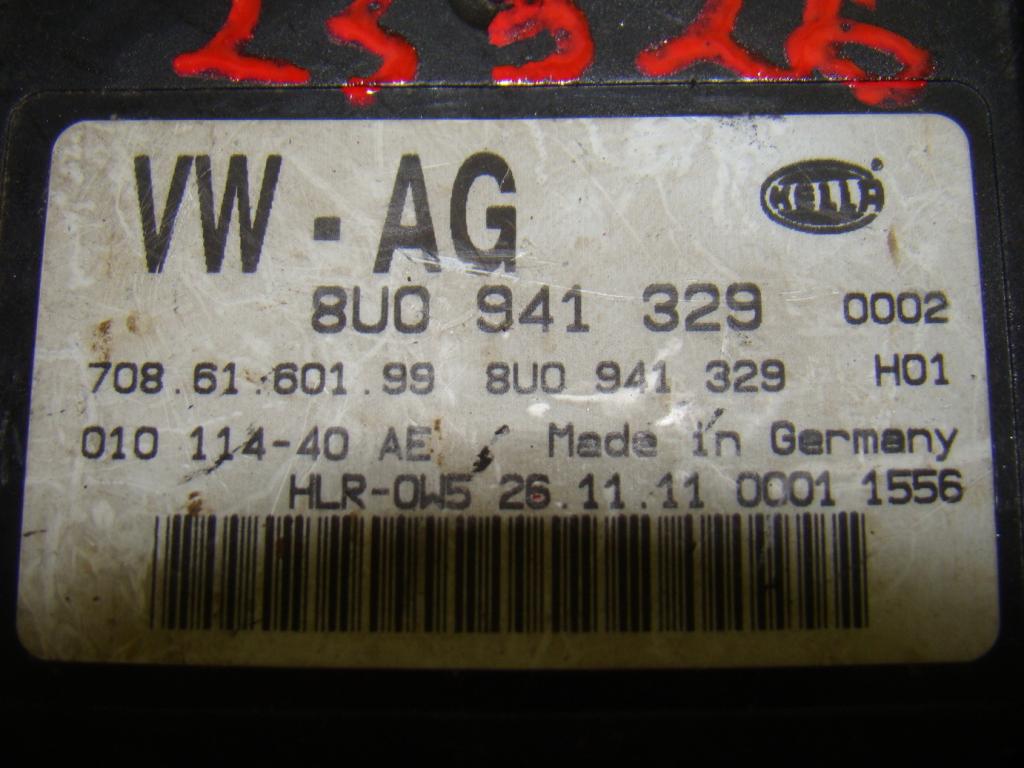 VW - AG HELLA®
8U0 941 329 0002
708.61.601.99 8U0 941 329 H01
010 114-40 AE Made in Germany
HLR-0W5 26.11.11 0001 1556